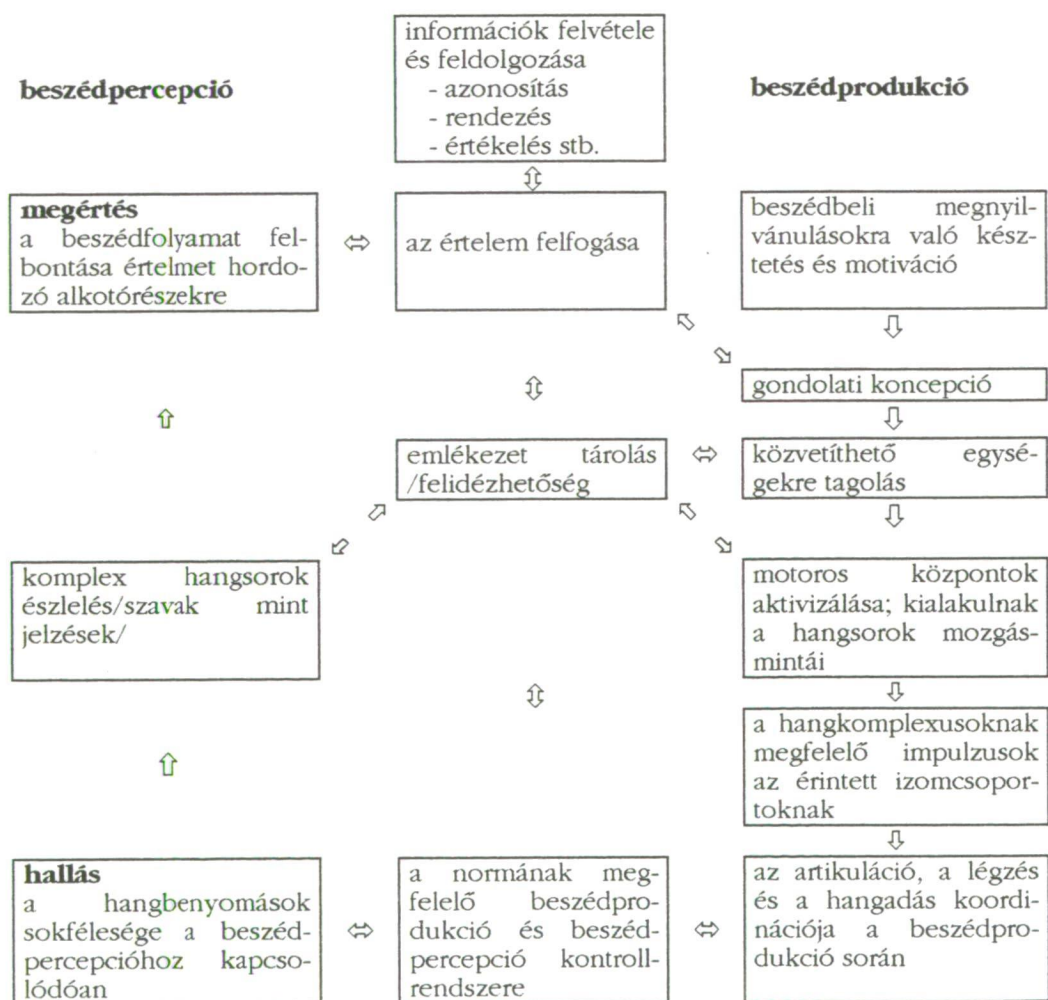 információk felvétele
és feldolgozása
- azonosítás
- rendezés
- értékelés stb.
beszédpercepció
beszédprodukció
megértés
a beszédfolyamat fel-
bontása értelmet hordo-
zó alkotórészekre
az értelem felfogása
beszédbeli megnyil-
vánulásokra való kész-
tetés és motiváció
gondolati koncepció
emlékezet tárolás
/felidézhetőség
közvetíthető egysé-
gekre tagolás
komplex hangsorok
észlelés/szavak mint
jelzések/
motoros központok
aktivizálása; kialakulnak
a hangsorok mozgás-
mintái
a hangkomplexusoknak
megfelelő impulzusok
az érintett izomcsopor-
toknak
hallás
a hangbenyomások
sokfélesége a beszéd-
percepcióhoz kapcso-
lódóan
a normának meg-
felelő beszédpro-
dukció és beszéd-
percepció kontroll-
rendszere
az artikuláció, a légzés
és a hangadás koordi-
nációja a beszédpro-
dukció során